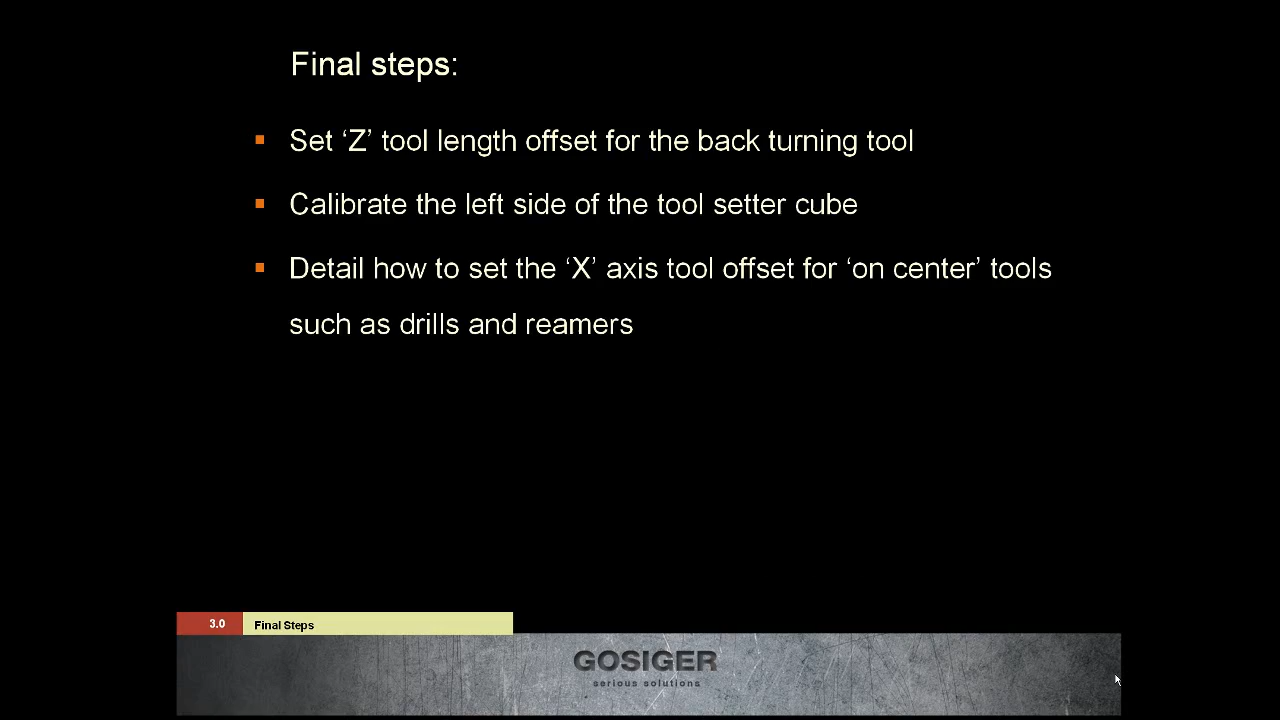 Final steps:
Set ‘Z’ tool length offset for the back turning tool
Calibrate the left side of the tool setter cube
Detail how to set the ‘X’ axis tool offset for ‘on center’ tools
such as drills and reamers
3.0 Final Steps
GOSIGER
serious solutions